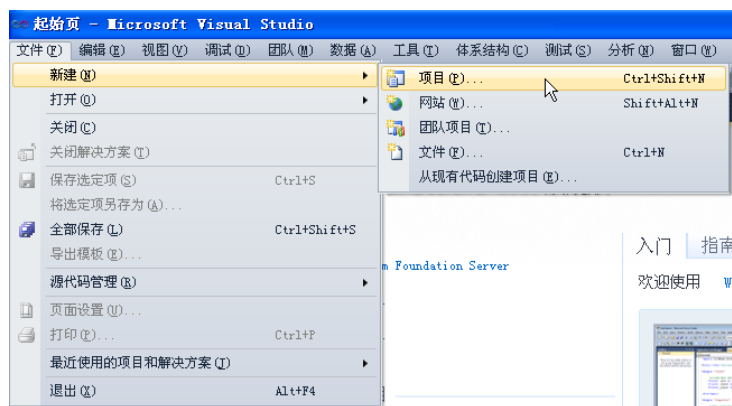 起始页 - Microsoft Visual Studio
文件(F) 编辑(E) 视图(V) 调试(D) 团队(M) 数据(A) 工具(T) 体系结构(C) 测试(S) 分析(N) 窗口(W)
新建(N)
打开(O)
关闭(C)
关闭解决方案(T)
保存选定项(S) Ctrl+S
将选定项另存为(A)...
全部保存(L) Ctrl+Shift+S
导出模板(E)...
源代码管理(R)
页面设置(U)...
打印(P)... Ctrl+P
最近使用的项目和解决方案(J)
退出(X) Alt+F4
项目(P)... Ctrl+Shift+N
网站(W)... Shift+Alt+N
团队项目(T)...
文件(F)... Ctrl+N
从现有代码创建项目(E)...
m Foundation Server
入门 指南
欢迎使用 W